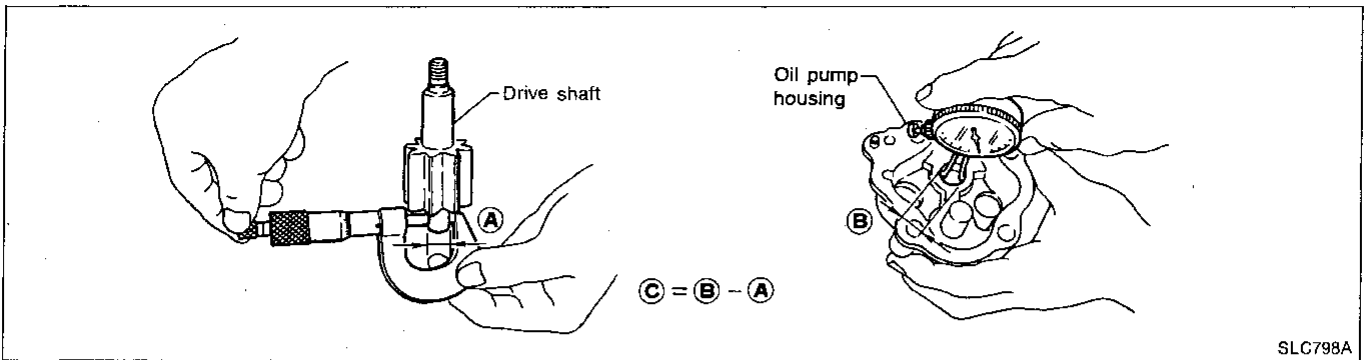 Drive shaft
A
C = B − A
Oil pump
housing
B
SLC798A